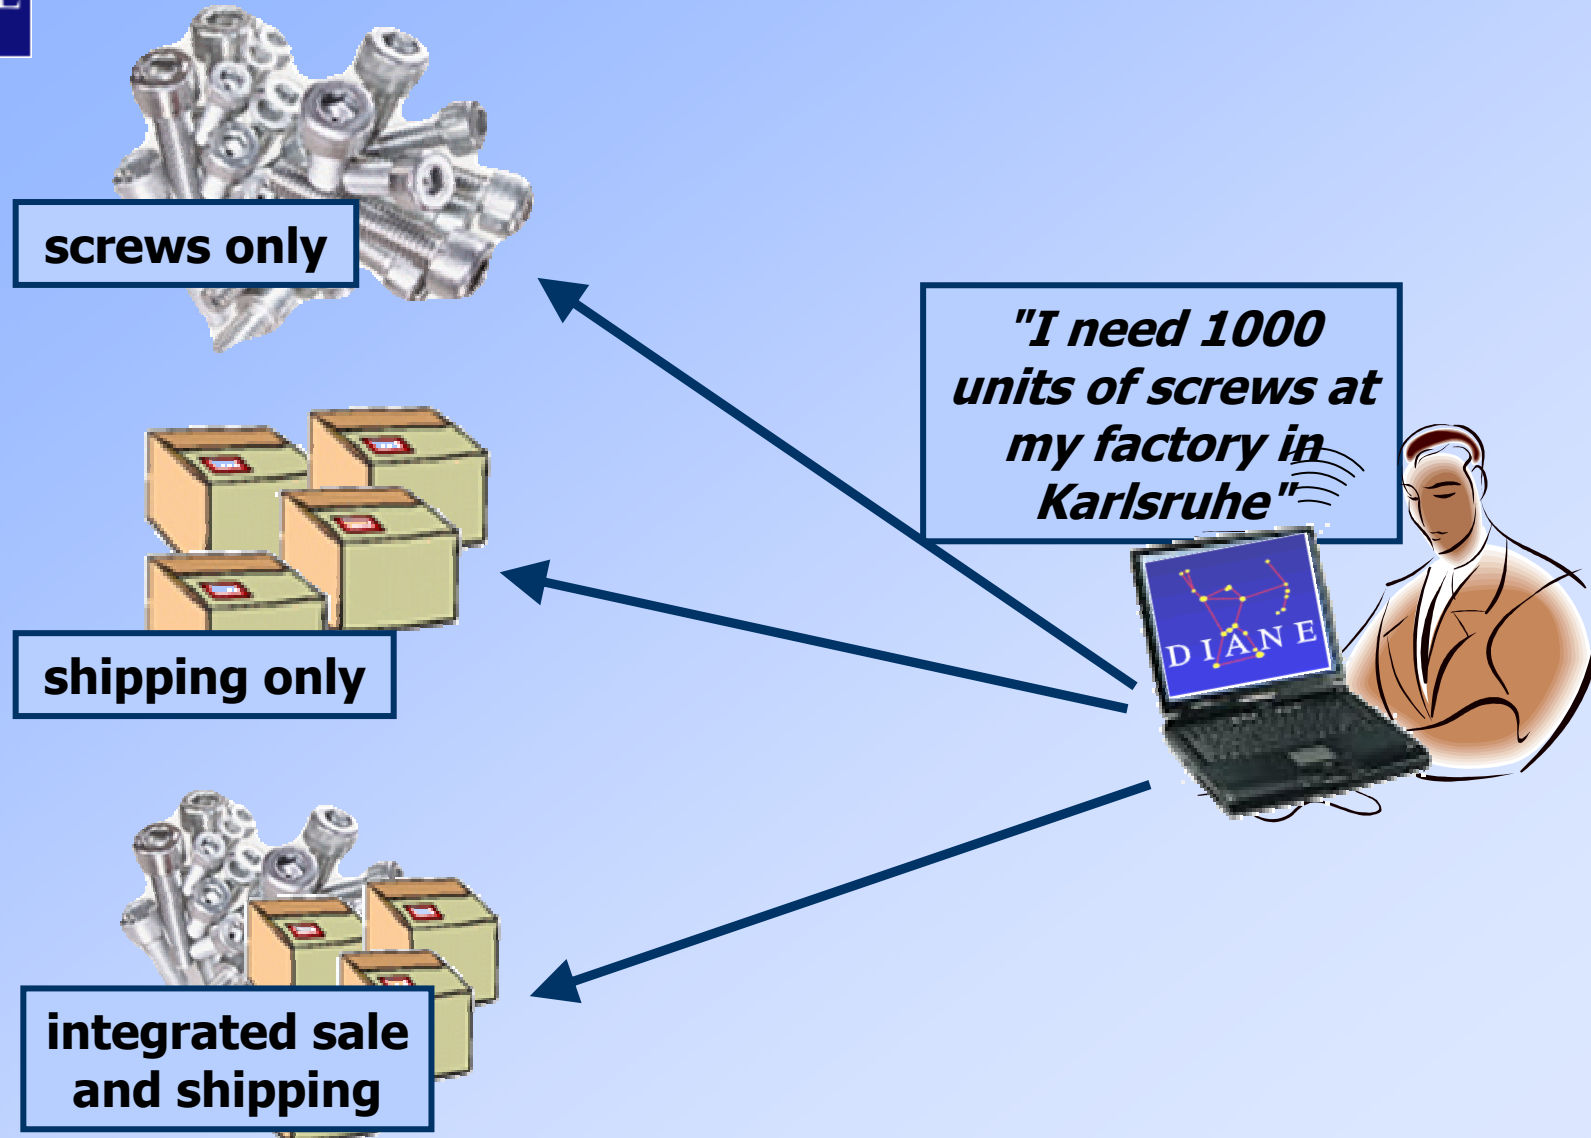 E
screws only
"I need 1000
units of screws at
my factory in
Karlsruhe"
DIANE
shipping only
integrated sale
and shipping